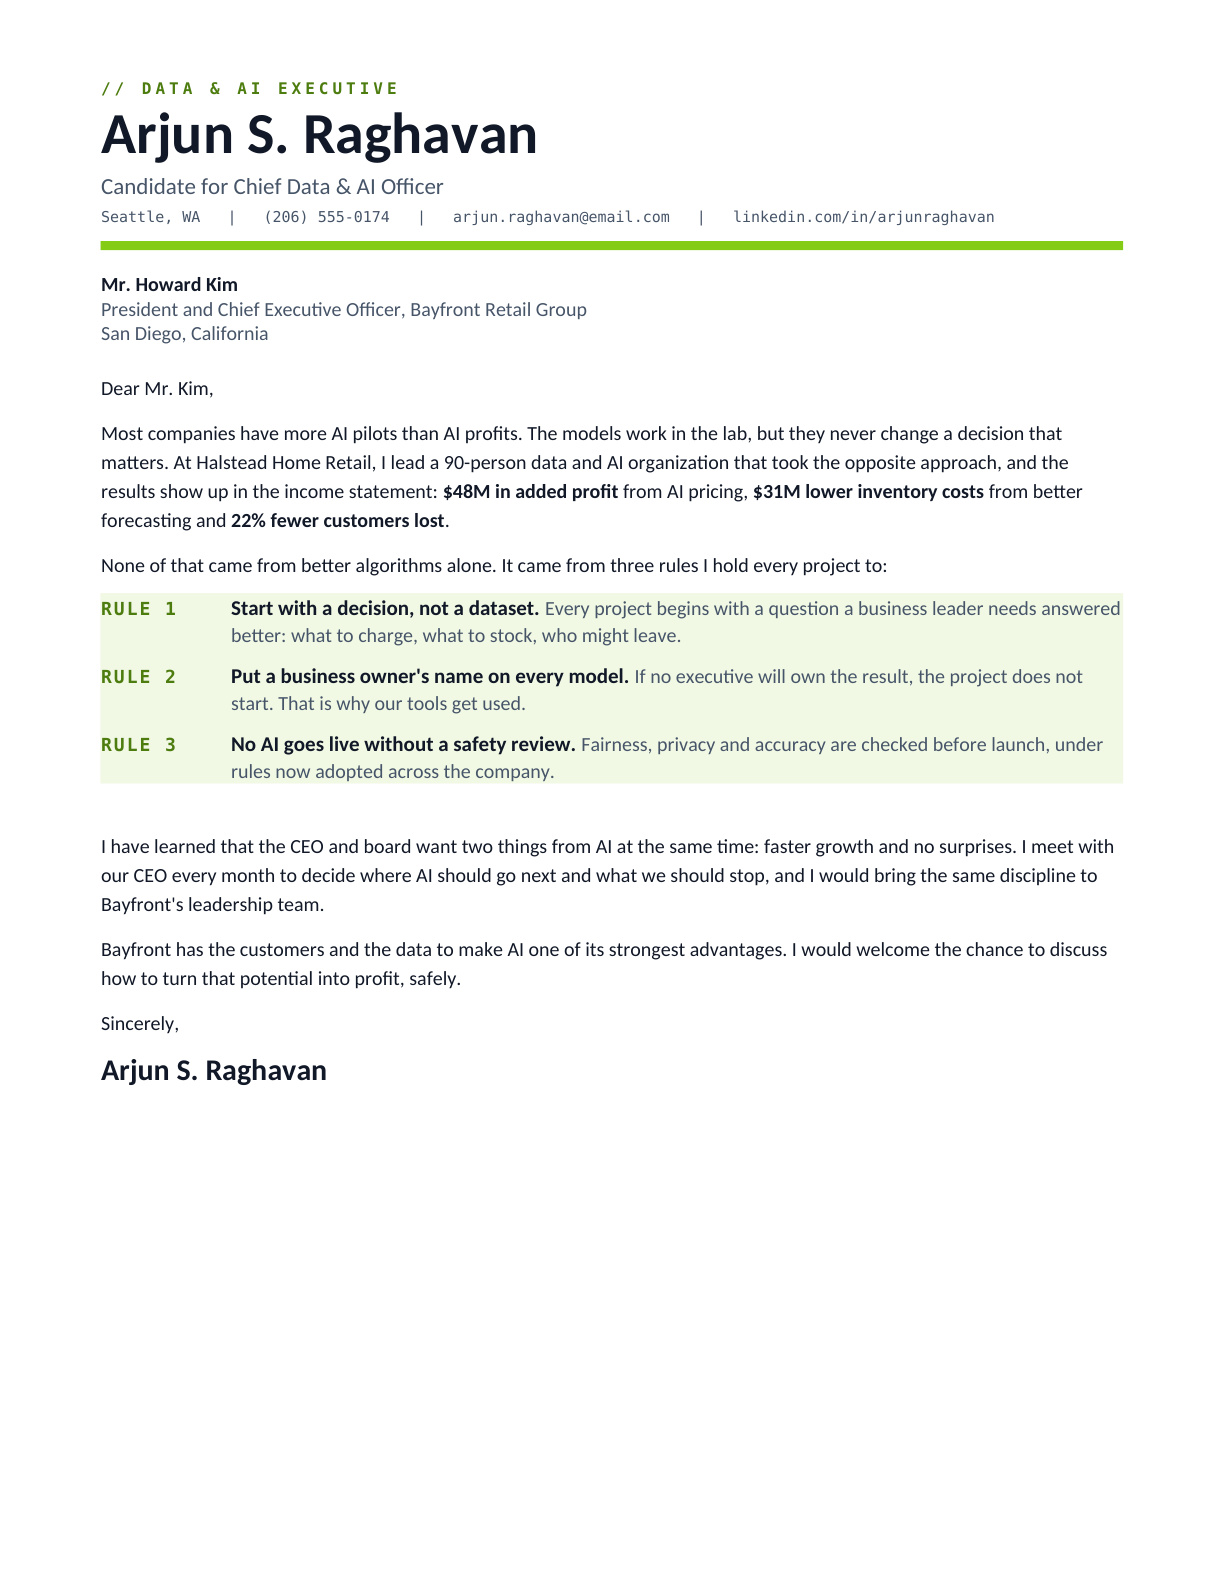 // DATA & AI EXECUTIVE
Arjun S. Raghavan
Candidate for Chief Data & AI Officer
Seattle, WA | (206) 555-0174 | arjun.raghavan@email.com | linkedin.com/in/arjunraghavan
Mr. Howard Kim
President and Chief Executive Officer, Bayfront Retail Group
San Diego, California
Dear Mr. Kim,
Most companies have more AI pilots than AI profits. The models work in the lab, but they never change a decision that
matters. At Halstead Home Retail, I lead a 90-person data and AI organization that took the opposite approach, and the
results show up in the income statement: $48M in added profit from AI pricing, $31M lower inventory costs from better
forecasting and 22% fewer customers lost.
None of that came from better algorithms alone. It came from three rules I hold every project to:
RULE 1 Start with a decision, not a dataset. Every project begins with a question a business leader needs answered
better: what to charge, what to stock, who might leave.
RULE 2 Put a business owner's name on every model. If no executive will own the result, the project does not
start. That is why our tools get used.
RULE 3 No AI goes live without a safety review. Fairness, privacy and accuracy are checked before launch, under
rules now adopted across the company.
I have learned that the CEO and board want two things from AI at the same time: faster growth and no surprises. I meet with
our CEO every month to decide where AI should go next and what we should stop, and I would bring the same discipline to
Bayfront's leadership team.
Bayfront has the customers and the data to make AI one of its strongest advantages. I would welcome the chance to discuss
how to turn that potential into profit, safely.
Sincerely,
Arjun S. Raghavan